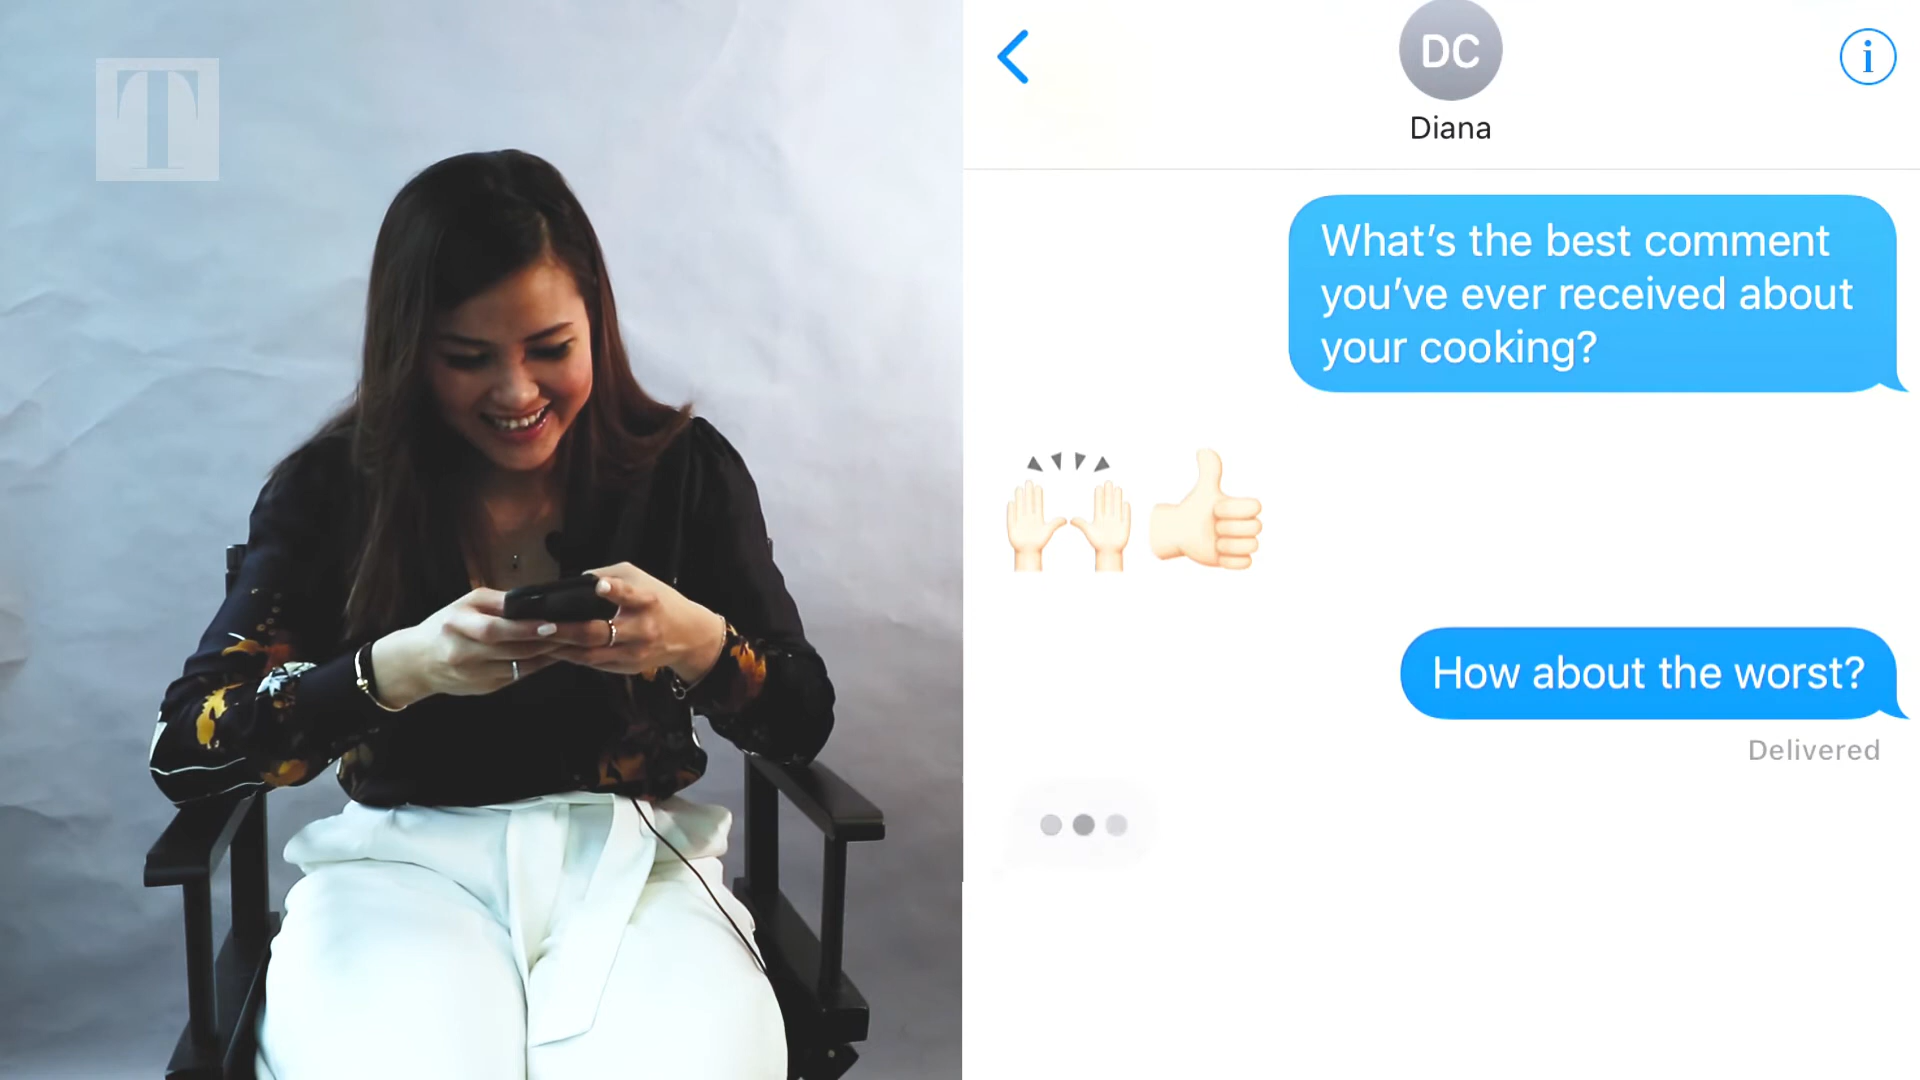 T
DC
Diana
What's the best comment
you've ever received about
your cooking?
🙌🏻👍🏻
How about the worst?
Delivered